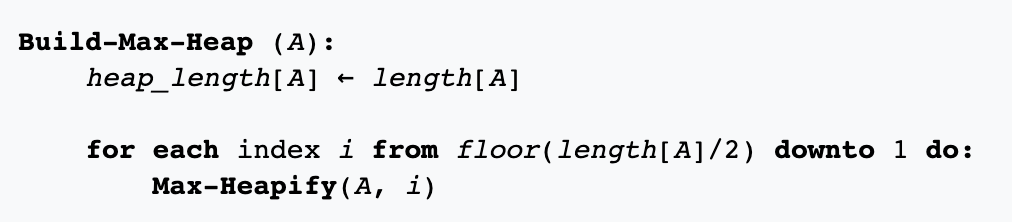 Build-Max-Heap (A):
heap_length[A] ← length[A]
for each index i from floor(length[A]/2) downto 1 do:
Max-Heapify(A, i)